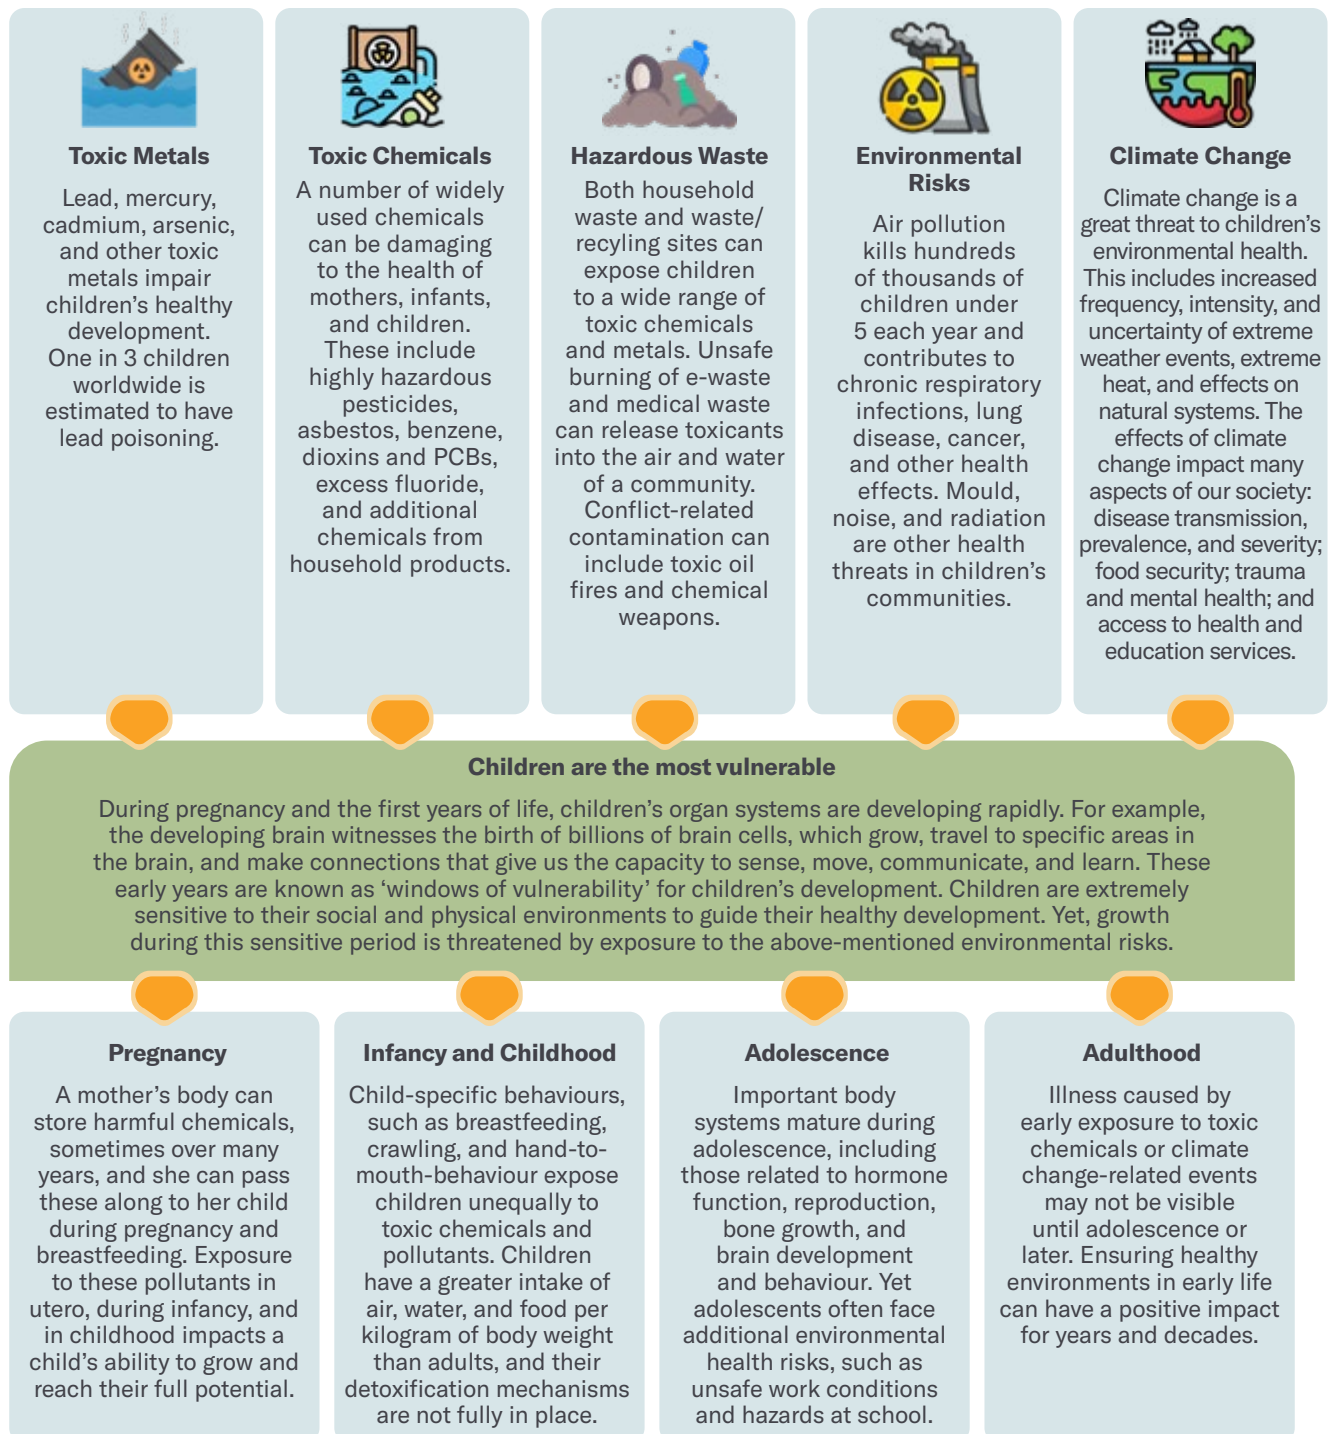 Toxic Metals
Lead, mercury,
cadmium, arsenic,
and other toxic
metals impair
children’s healthy
development.
One in 3 children
worldwide is
estimated to have
lead poisoning.
Toxic Chemicals
A number of widely
used chemicals
can be damaging
to the health of
mothers, infants,
and children.
These include
highly hazardous
pesticides,
asbestos, benzene,
dioxins and PCBs,
excess fluoride,
and additional
chemicals from
household products.
Hazardous Waste
Both household
waste and waste/
recyling sites can
expose children
to a wide range of
toxic chemicals
and metals. Unsafe
burning of e-waste
and medical waste
can release toxicants
into the air and water
of a community.
Conflict-related
contamination can
include toxic oil
fires and chemical
weapons.
Environmental
Risks
Air pollution
kills hundreds
of thousands of
children under
5 each year and
contributes to
chronic respiratory
infections, lung
disease, cancer,
and other health
effects. Mould,
noise, and radiation
are other health
threats in children’s
communities.
Climate Change
Climate change is a
great threat to children’s
environmental health.
This includes increased
frequency, intensity, and
uncertainty of extreme
weather events, extreme
heat, and effects on
natural systems. The
effects of climate
change impact many
aspects of our society:
disease transmission,
prevalence, and severity;
food security; trauma
and mental health; and
access to health and
education services.
Children are the most vulnerable
During pregnancy and the first years of life, children’s organ systems are developing rapidly. For example,
the developing brain witnesses the birth of billions of brain cells, which grow, travel to specific areas in
the brain, and make connections that give us the capacity to sense, move, communicate, and learn. These
early years are known as ‘windows of vulnerability’ for children’s development. Children are extremely
sensitive to their social and physical environments to guide their healthy development. Yet, growth
during this sensitive period is threatened by exposure to the above-mentioned environmental risks.
Pregnancy
A mother’s body can
store harmful chemicals,
sometimes over many
years, and she can pass
these along to her child
during pregnancy and
breastfeeding. Exposure
to these pollutants in
utero, during infancy, and
in childhood impacts a
child’s ability to grow and
reach their full potential.
Infancy and Childhood
Child-specific behaviours,
such as breastfeeding,
crawling, and hand-to-
mouth-behaviour expose
children unequally to
toxic chemicals and
pollutants. Children
have a greater intake of
air, water, and food per
kilogram of body weight
than adults, and their
detoxification mechanisms
are not fully in place.
Adolescence
Important body
systems mature during
adolescence, including
those related to hormone
function, reproduction,
bone growth, and
brain development
and behaviour. Yet
adolescents often face
additional environmental
health risks, such as
unsafe work conditions
and hazards at school.
Adulthood
Illness caused by
early exposure to toxic
chemicals or climate
change-related events
may not be visible
until adolescence or
later. Ensuring healthy
environments in early life
can have a positive impact
for years and decades.